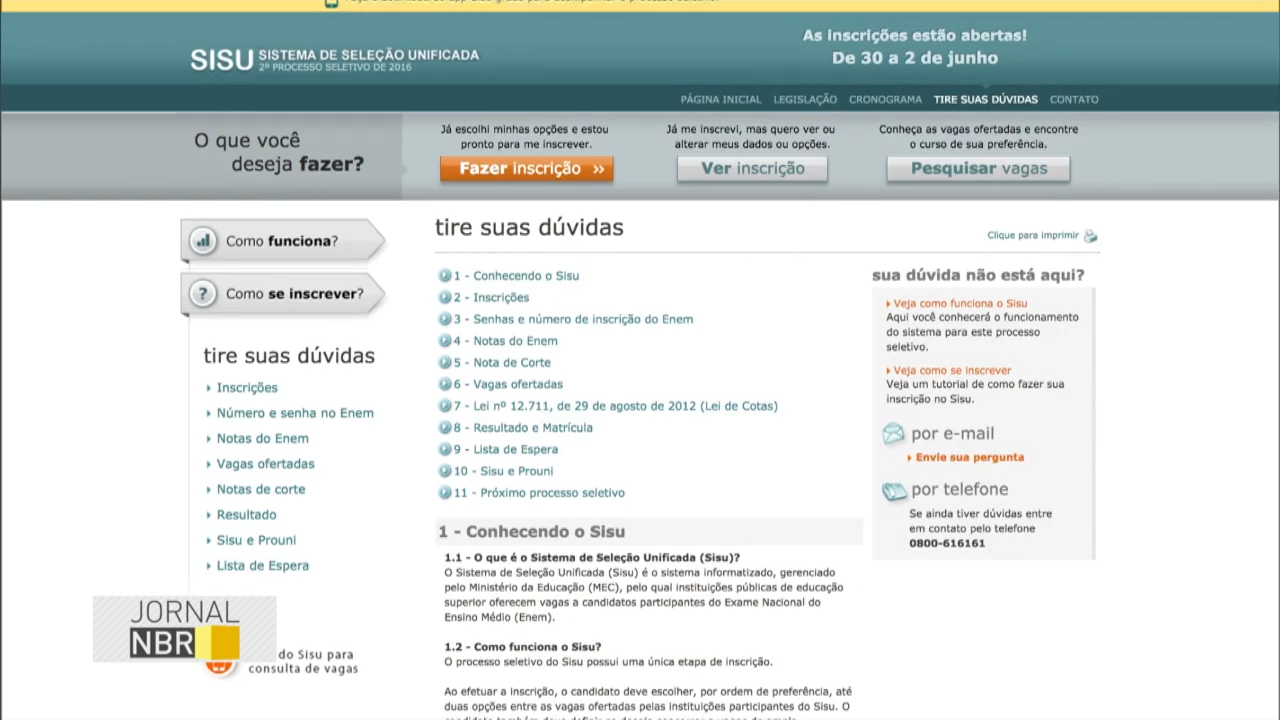 SISU SISTEMA DE SELEÇÃO UNIFICADA
2º PROCESSO SELETIVO DE 2016
As inscrições estão abertas!
De 30 a 2 de junho
PÁGINA INICIAL LEGISLAÇÃO CRONOGRAMA TIRE SUAS DÚVIDAS CONTATO
O que você
deseja fazer?
Já escolhi minhas opções e estou
pronto para me inscrever.
Fazer inscrição »
Já me inscrevi, mas quero ver ou
alterar meus dados ou opções.
Ver inscrição
Conheça as vagas ofertadas e encontre
o curso de sua preferência.
Pesquisar vagas
Como funciona?
Como se inscrever?
tire suas dúvidas
Inscrições
Número e senha no Enem
Notas do Enem
Vagas ofertadas
Notas de corte
Resultado
Sisu e Prouni
Lista de Espera
JORNAL
NBR
do Sisu para
consulta de vagas
tire suas dúvidas
Clique para imprimir
1 - Conhecendo o Sisu
2 - Inscrições
3 - Senhas e número de inscrição do Enem
4 - Notas do Enem
5 - Nota de Corte
6 - Vagas ofertadas
7 - Lei nº 12.711, de 29 de agosto de 2012 (Lei de Cotas)
8 - Resultado e Matrícula
9 - Lista de Espera
10 - Sisu e Prouni
11 - Próximo processo seletivo
1 - Conhecendo o Sisu
1.1 - O que é o Sistema de Seleção Unificada (Sisu)?
O Sistema de Seleção Unificada (Sisu) é o sistema informatizado, gerenciado
pelo Ministério da Educação (MEC), pelo qual instituições públicas de educação
superior oferecem vagas a candidatos participantes do Exame Nacional do
Ensino Médio (Enem).
1.2 - Como funciona o Sisu?
O processo seletivo do Sisu possui uma única etapa de inscrição.
Ao efetuar a inscrição, o candidato deve escolher, por ordem de preferência, até
duas opções entre as vagas ofertadas pelas instituições participantes do Sisu. O
sua dúvida não está aqui?
Veja como funciona o Sisu
Aqui você conhecerá o funcionamento
do sistema para este processo
seletivo.
Veja como se inscrever
Veja um tutorial de como fazer sua
inscrição no Sisu.
por e-mail
Envie sua pergunta
por telefone
Se ainda tiver dúvidas entre
em contato pelo telefone
0800-616161